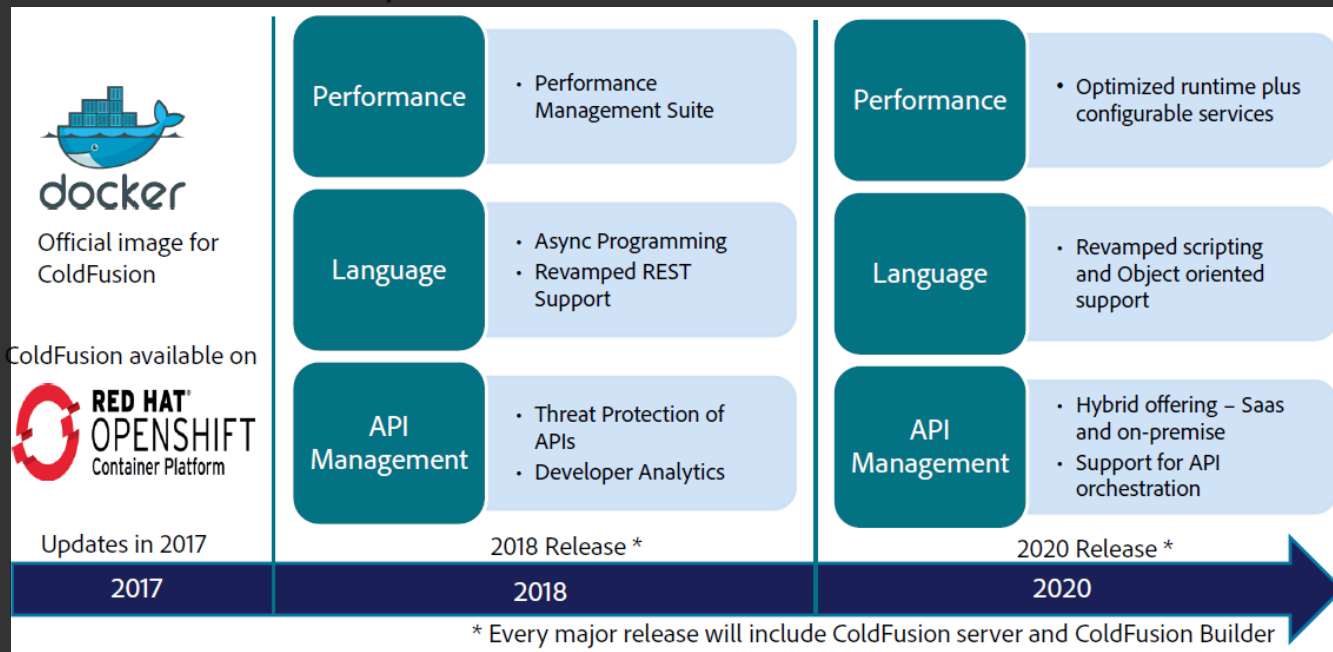 docker
Official image for
ColdFusion
ColdFusion available on
RED HAT®
OPENSHIFT
Container Platform
Updates in 2017
Performance
• Performance
Management Suite
Language
• Async Programming
• Revamped REST
Support
API
Management
• Threat Protection of
APIs
• Developer Analytics
2018 Release *
Performance
• Optimized runtime plus
configurable services
Language
• Revamped scripting
and Object oriented
support
API
Management
• Hybrid offering – Saas
and on-premise
• Support for API
orchestration
2020 Release *
2017
2018
2020
* Every major release will include ColdFusion server and ColdFusion Builder